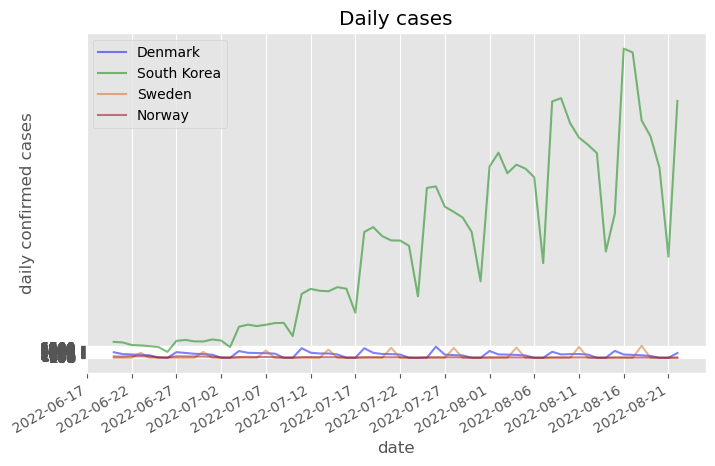 Daily cases
Denmark
South Korea
Sweden
Norway
daily confirmed cases
2022-06-17
2022-06-22
2022-06-27
2022-07-02
2022-07-07
2022-07-12
2022-07-17
2022-07-22
2022-07-27
2022-08-01
2022-08-06
2022-08-11
2022-08-16
2022-08-21
date